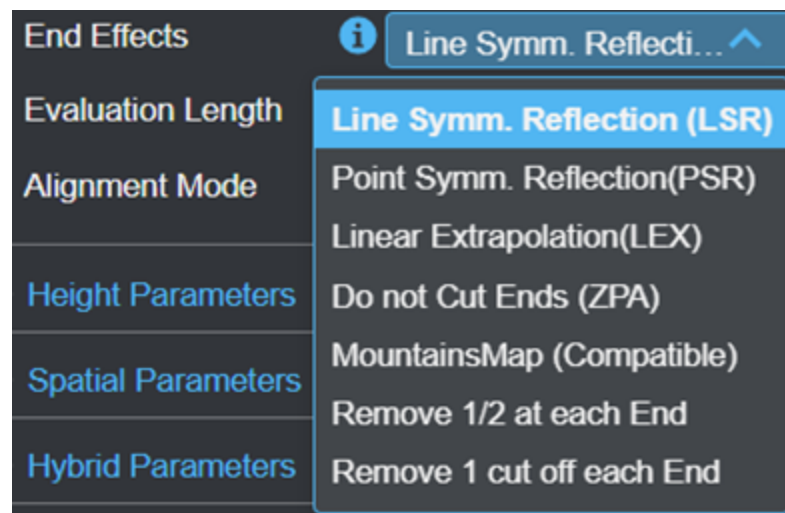 End Effects
i
Line Symm. Reflecti...
Evaluation Length
Line Symm. Reflection (LSR)
Alignment Mode
Point Symm. Reflection(PSR)
Linear Extrapolation(LEX)
Height Parameters
Do not Cut Ends (ZPA)
MountainsMap (Compatible)
Spatial Parameters
Remove 1/2 at each End
Hybrid Parameters
Remove 1 cut off each End